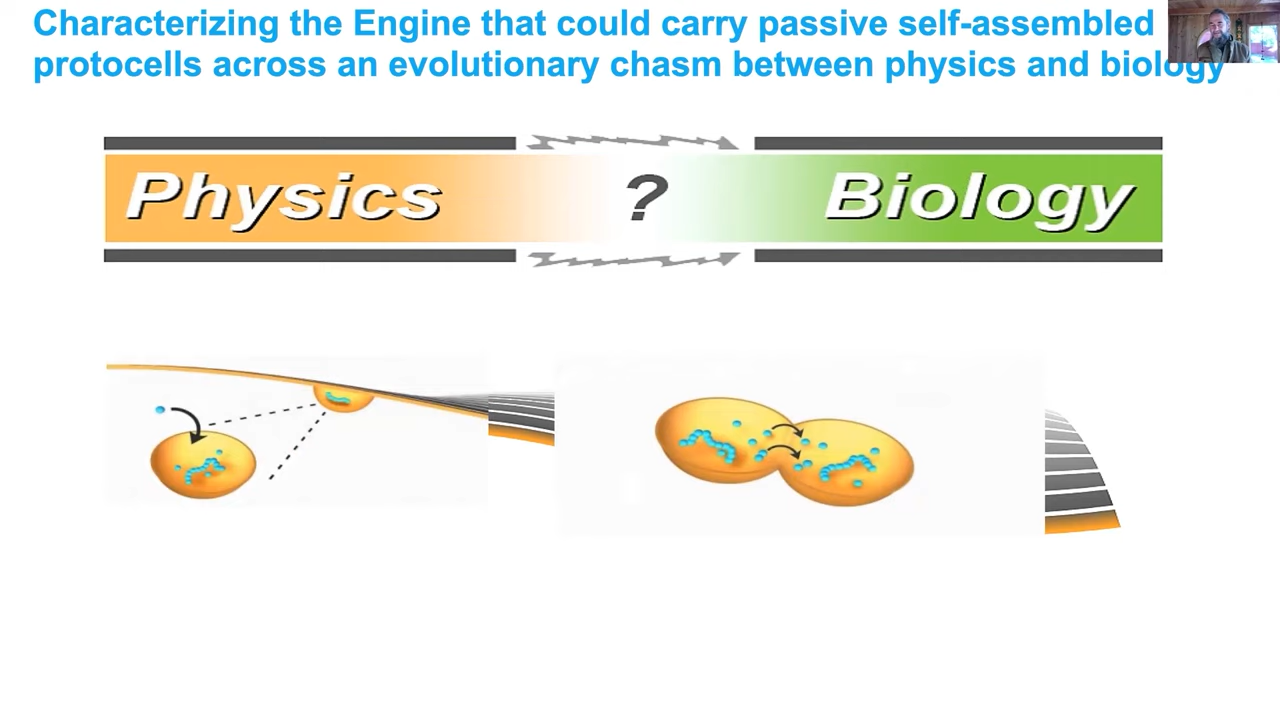 Characterizing the Engine that could carry passive self-assembled
protocells across an evolutionary chasm between physics and biology
Physics ? Biology